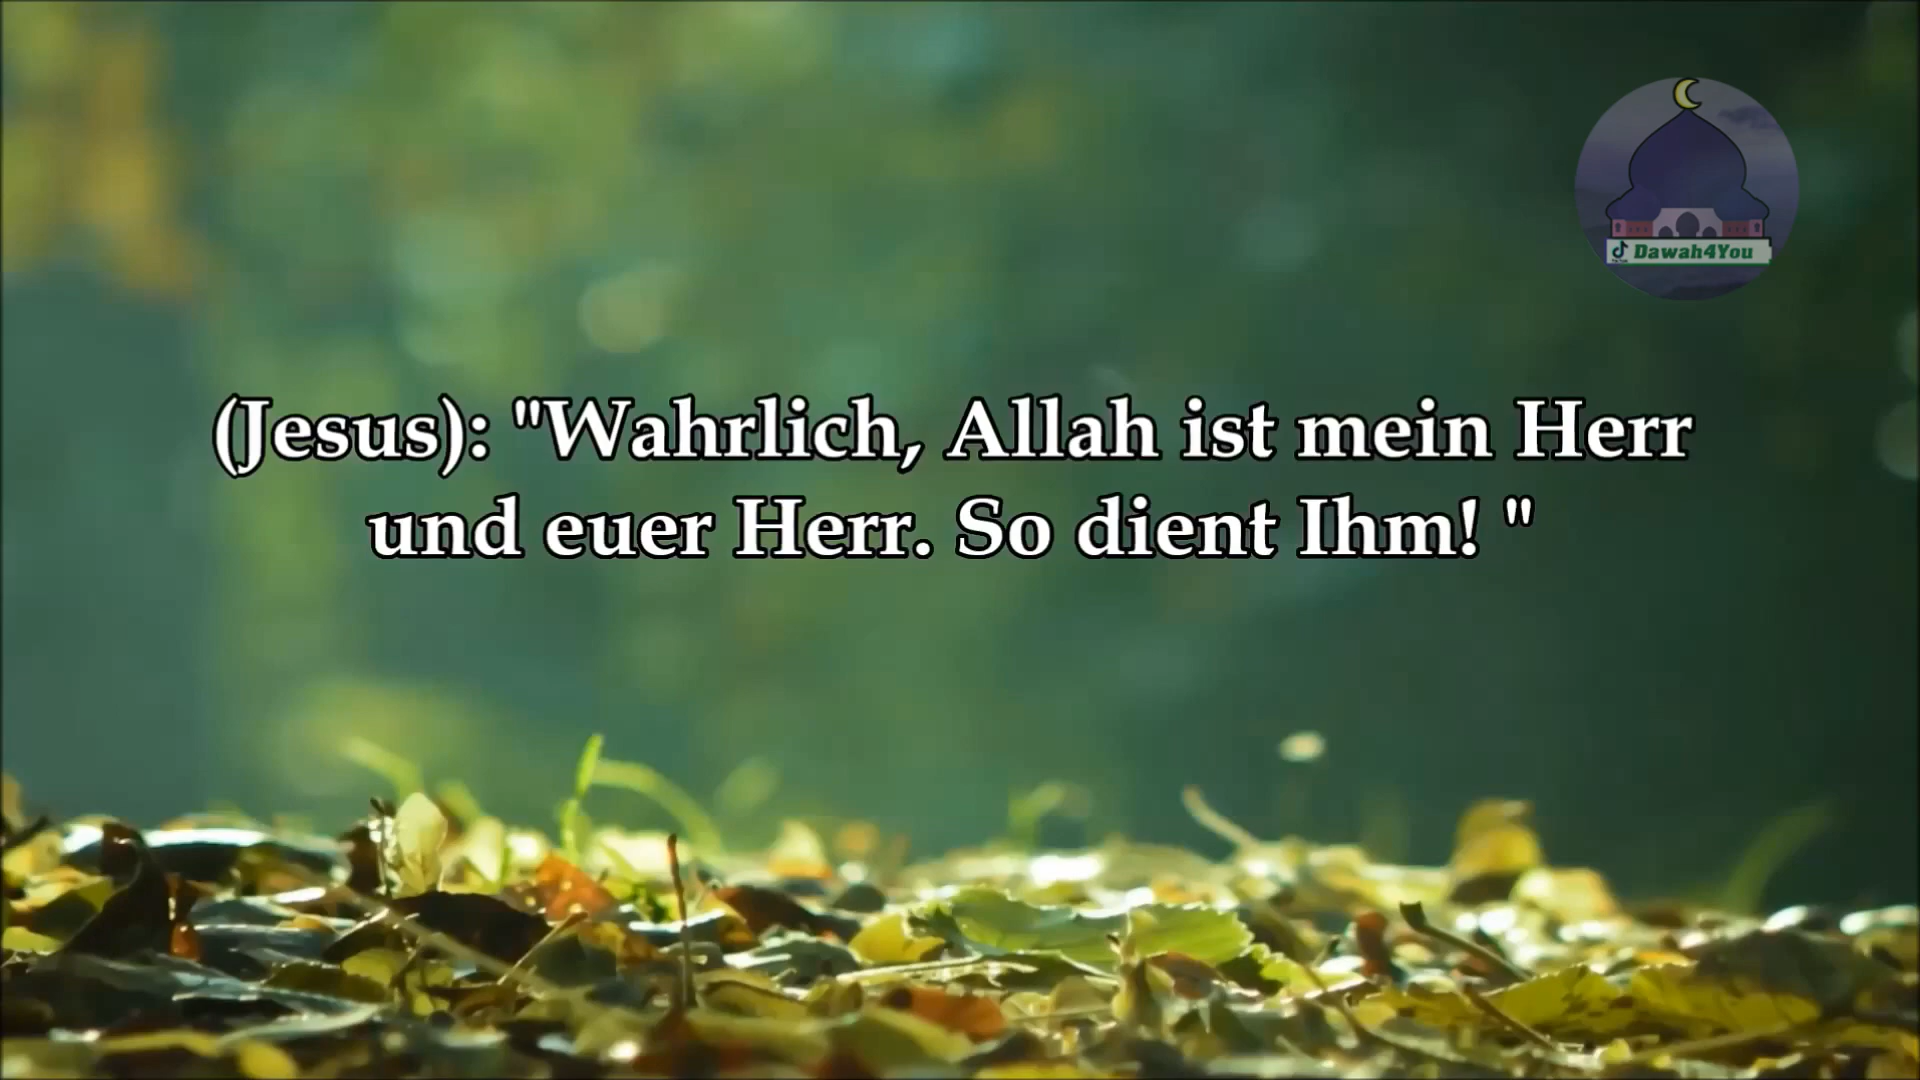 Dawah4You
(Jesus): "Wahrlich, Allah ist mein Herr
und euer Herr. So dient Ihm! "